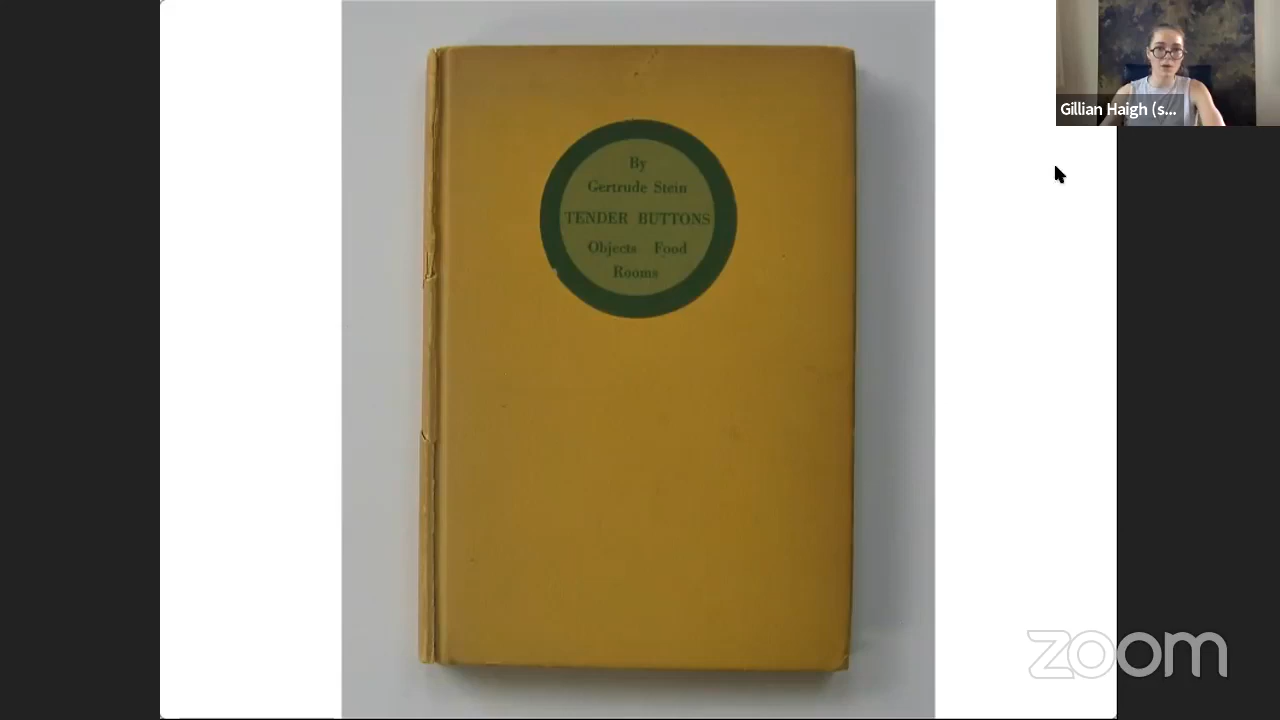 By
Gertrude Stein
TENDER BUTTONS
Objects Food
Rooms
Gillian Haigh (s...
zoom